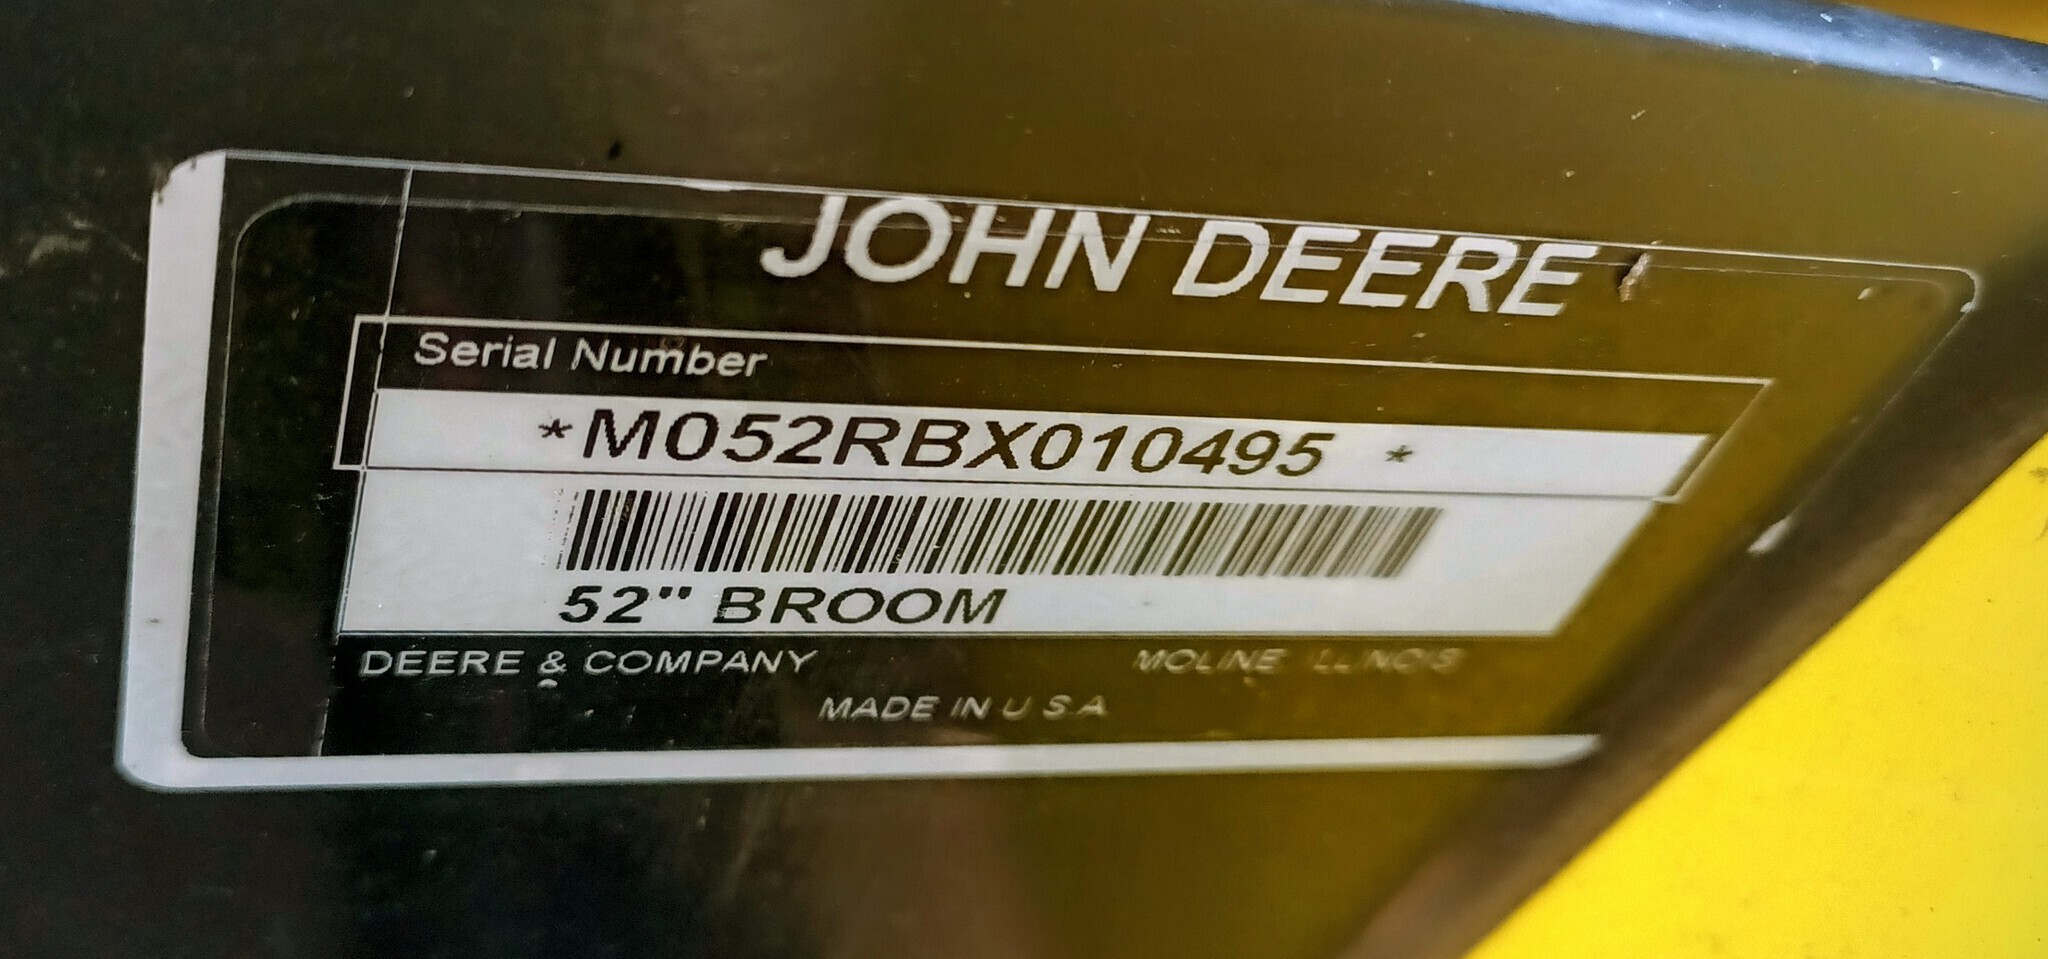 JOHN DEERE
Serial Number
*M052RBX010495 *
52" BROOM
DEERE & COMPANY MOLINE ILLINOIS
MADE IN U S A